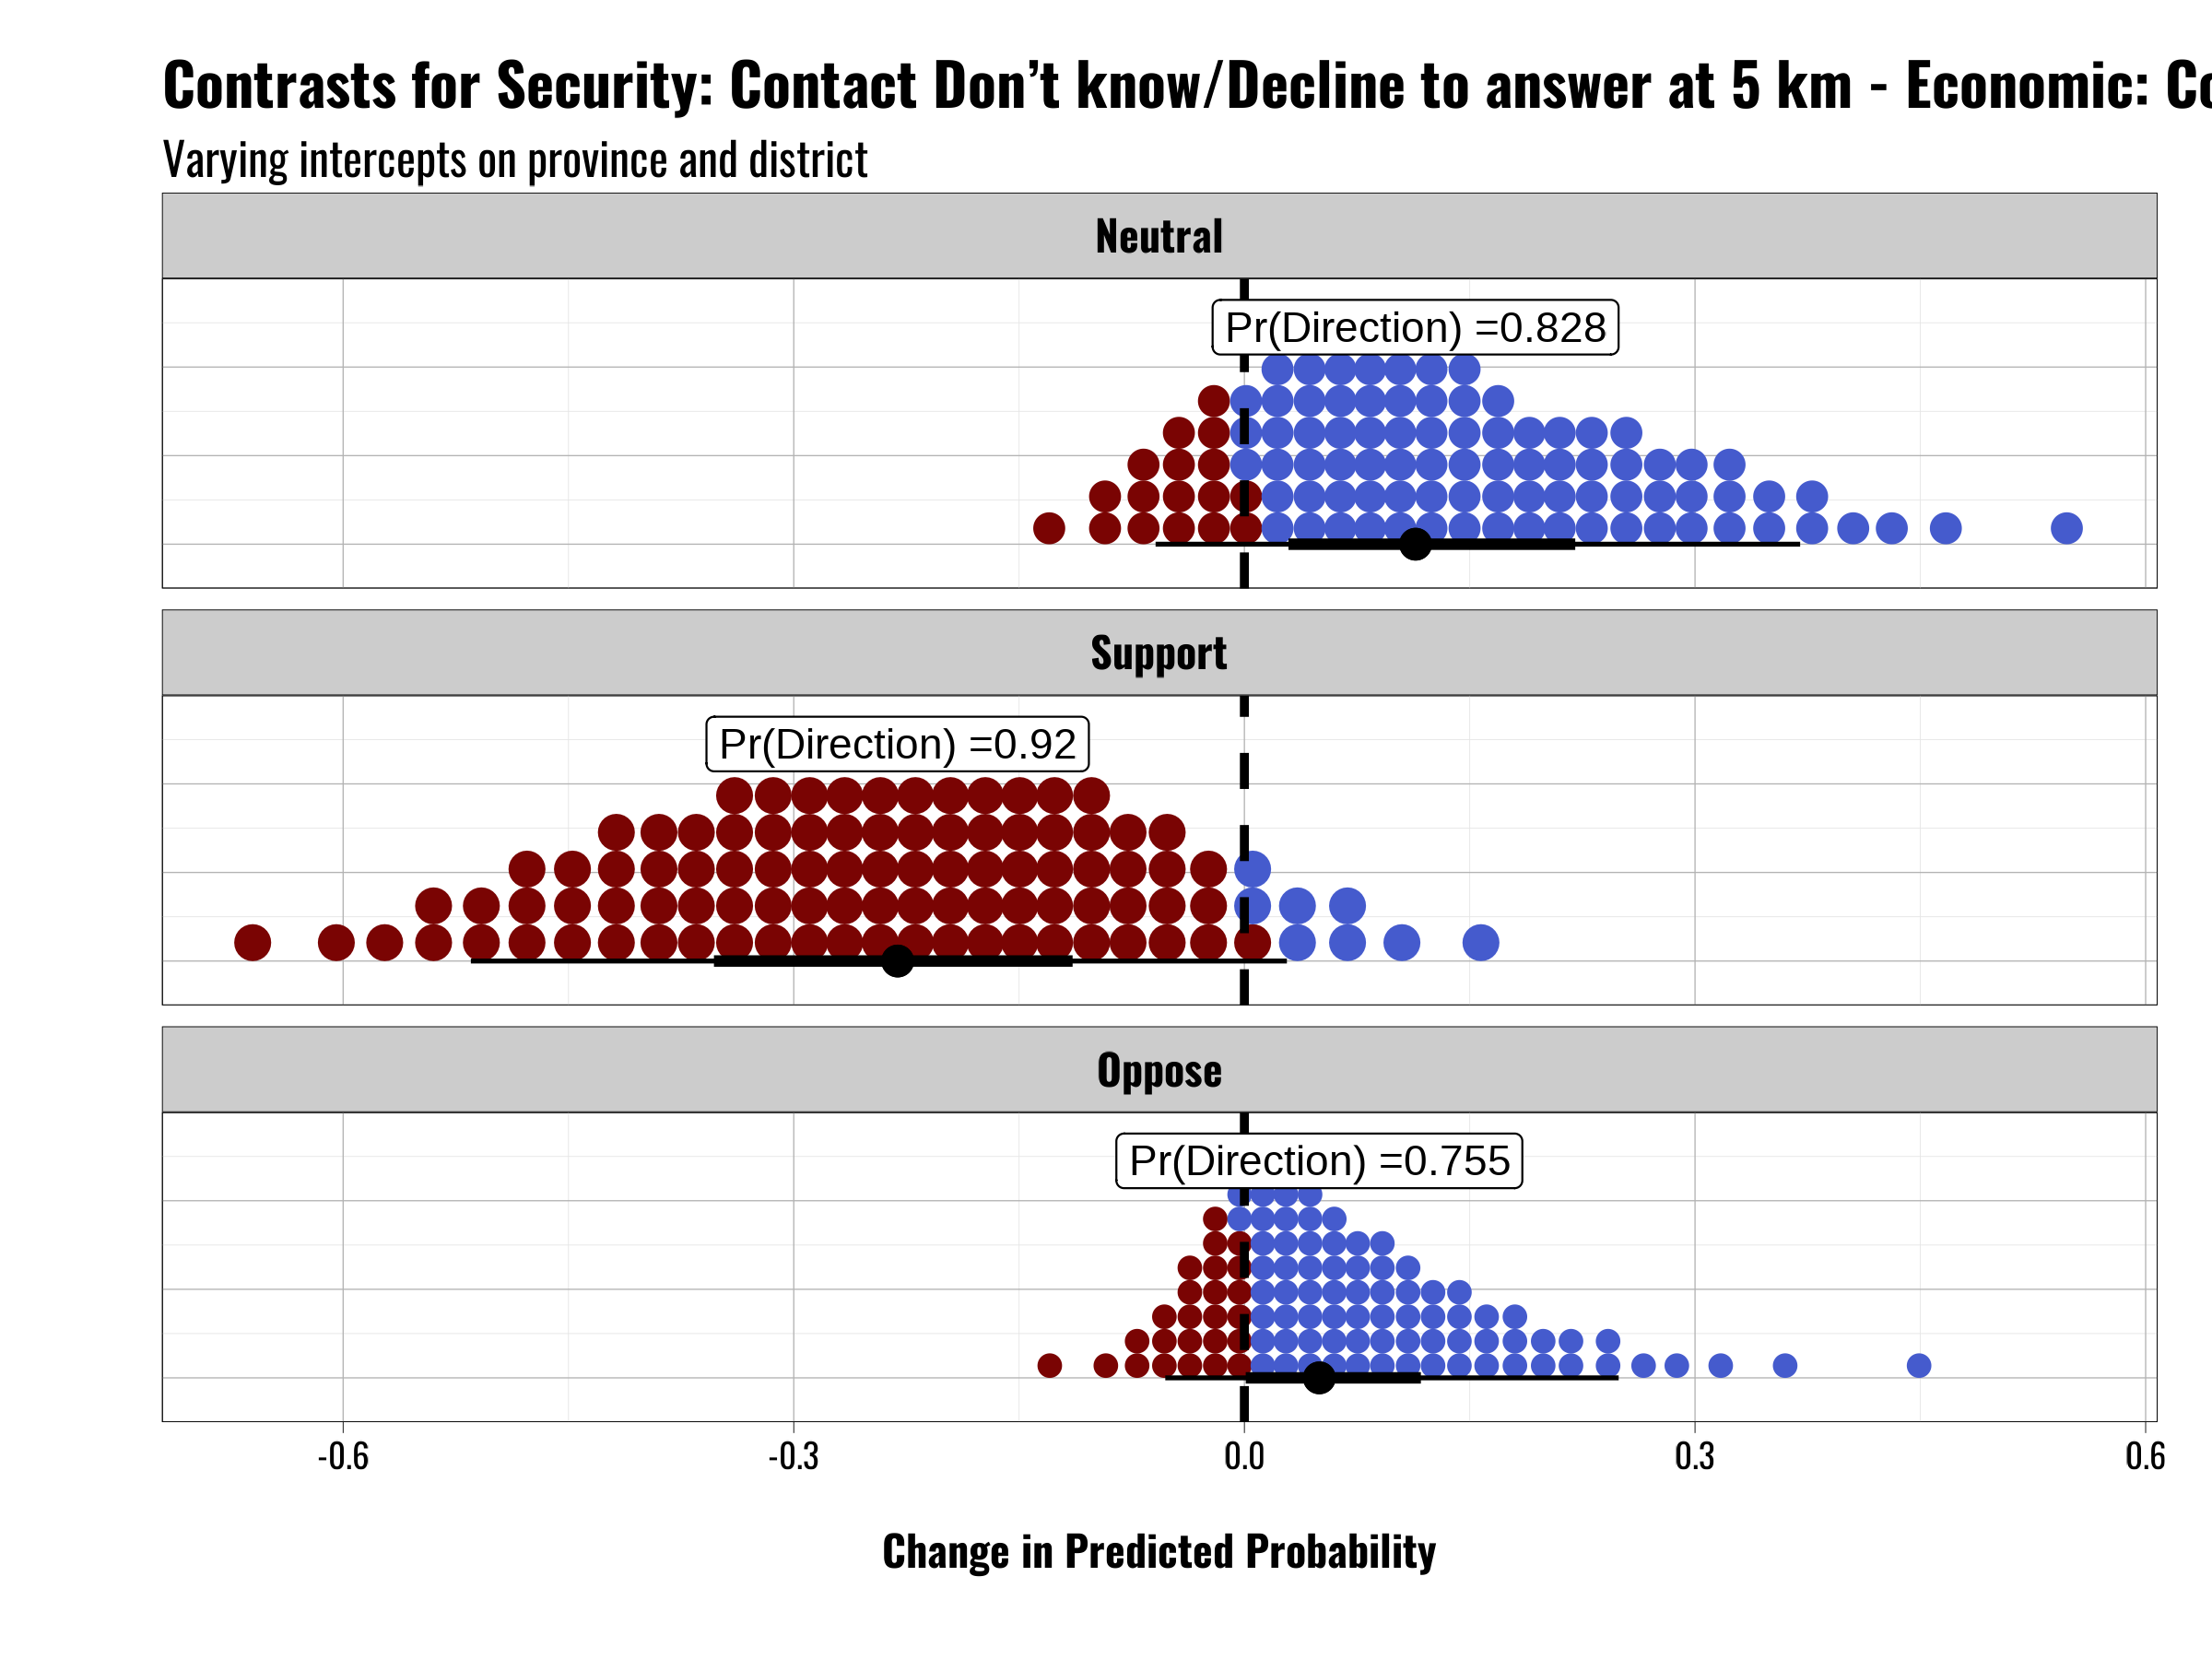 Contrasts for Security: Contact Don’t know/Decline to answer at 5 km - Economic:
Varying intercepts on province and district
Neutral
Pr(Direction) =0.828
Support
Pr(Direction) =0.92
Oppose
Pr(Direction) =0.755
-0.6 -0.3 0.0 0.3 0.6
Change in Predicted Probability